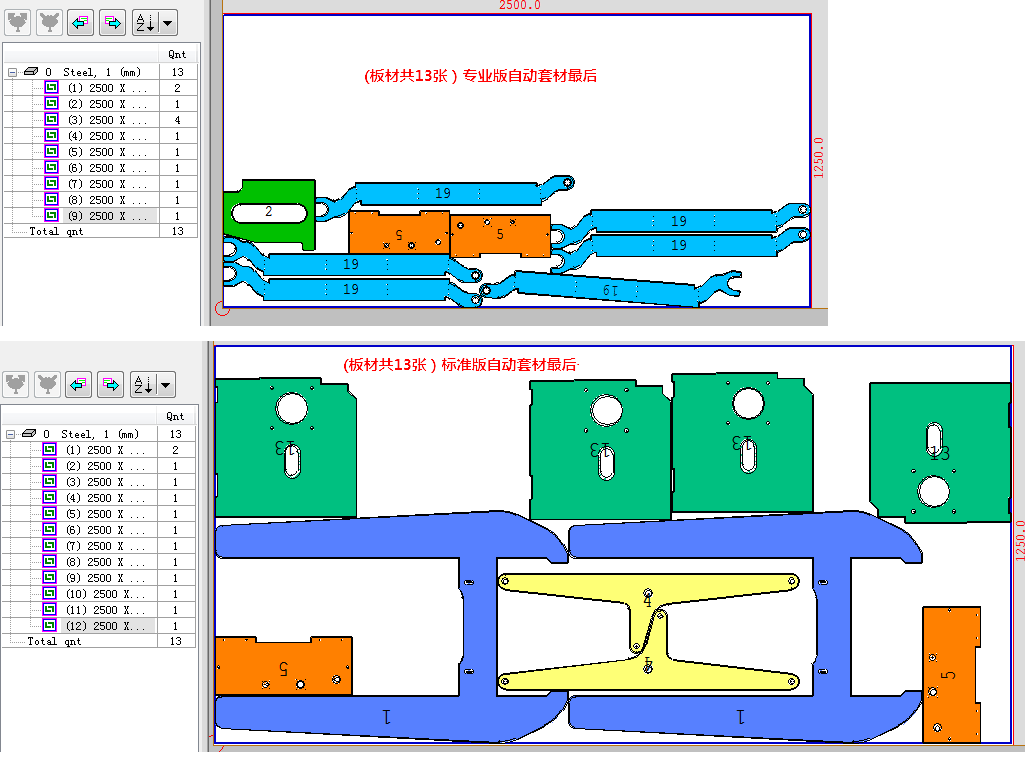 2500.0
Qnt
0 Steel, 1 (mm) 13
(1) 2500 X ... 2
(2) 2500 X ... 1
(3) 2500 X ... 4
(4) 2500 X ... 1
(5) 2500 X ... 1
(6) 2500 X ... 1
(7) 2500 X ... 1
(8) 2500 X ... 1
(9) 2500 X ... 1
Total qnt 13
(板材共13张）专业版自动套材最后
1250.0
19
2
19
5
5
19
19
19
19
19
(板材共13张）标准版自动套材最后
Qnt
0 Steel, 1 (mm) 13
(1) 2500 X ... 2
(2) 2500 X ... 1
(3) 2500 X ... 1
(4) 2500 X ... 1
(5) 2500 X ... 1
(6) 2500 X ... 1
(7) 2500 X ... 1
(8) 2500 X ... 1
(9) 2500 X ... 1
(10) 2500 X... 1
(11) 2500 X... 1
(12) 2500 X... 1
Total qnt 13
13
13
13
13
1250.0
4
4
5
5
1
1